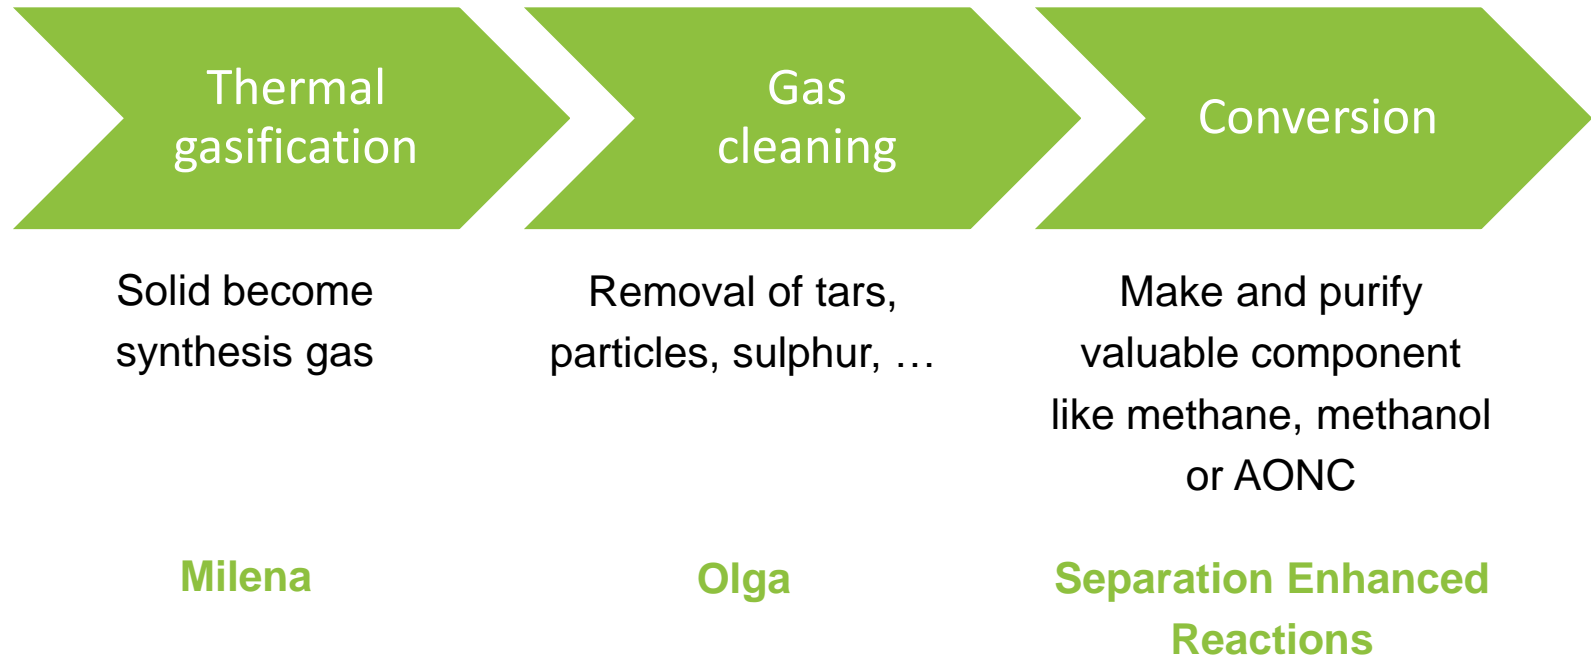 Thermal
gasification
Gas
cleaning
Conversion
Solid become
synthesis gas
Removal of tars,
particles, sulphur, …
Make and purify
valuable component
like methane, methanol
or AONC
Milena
Olga
Separation Enhanced
Reactions